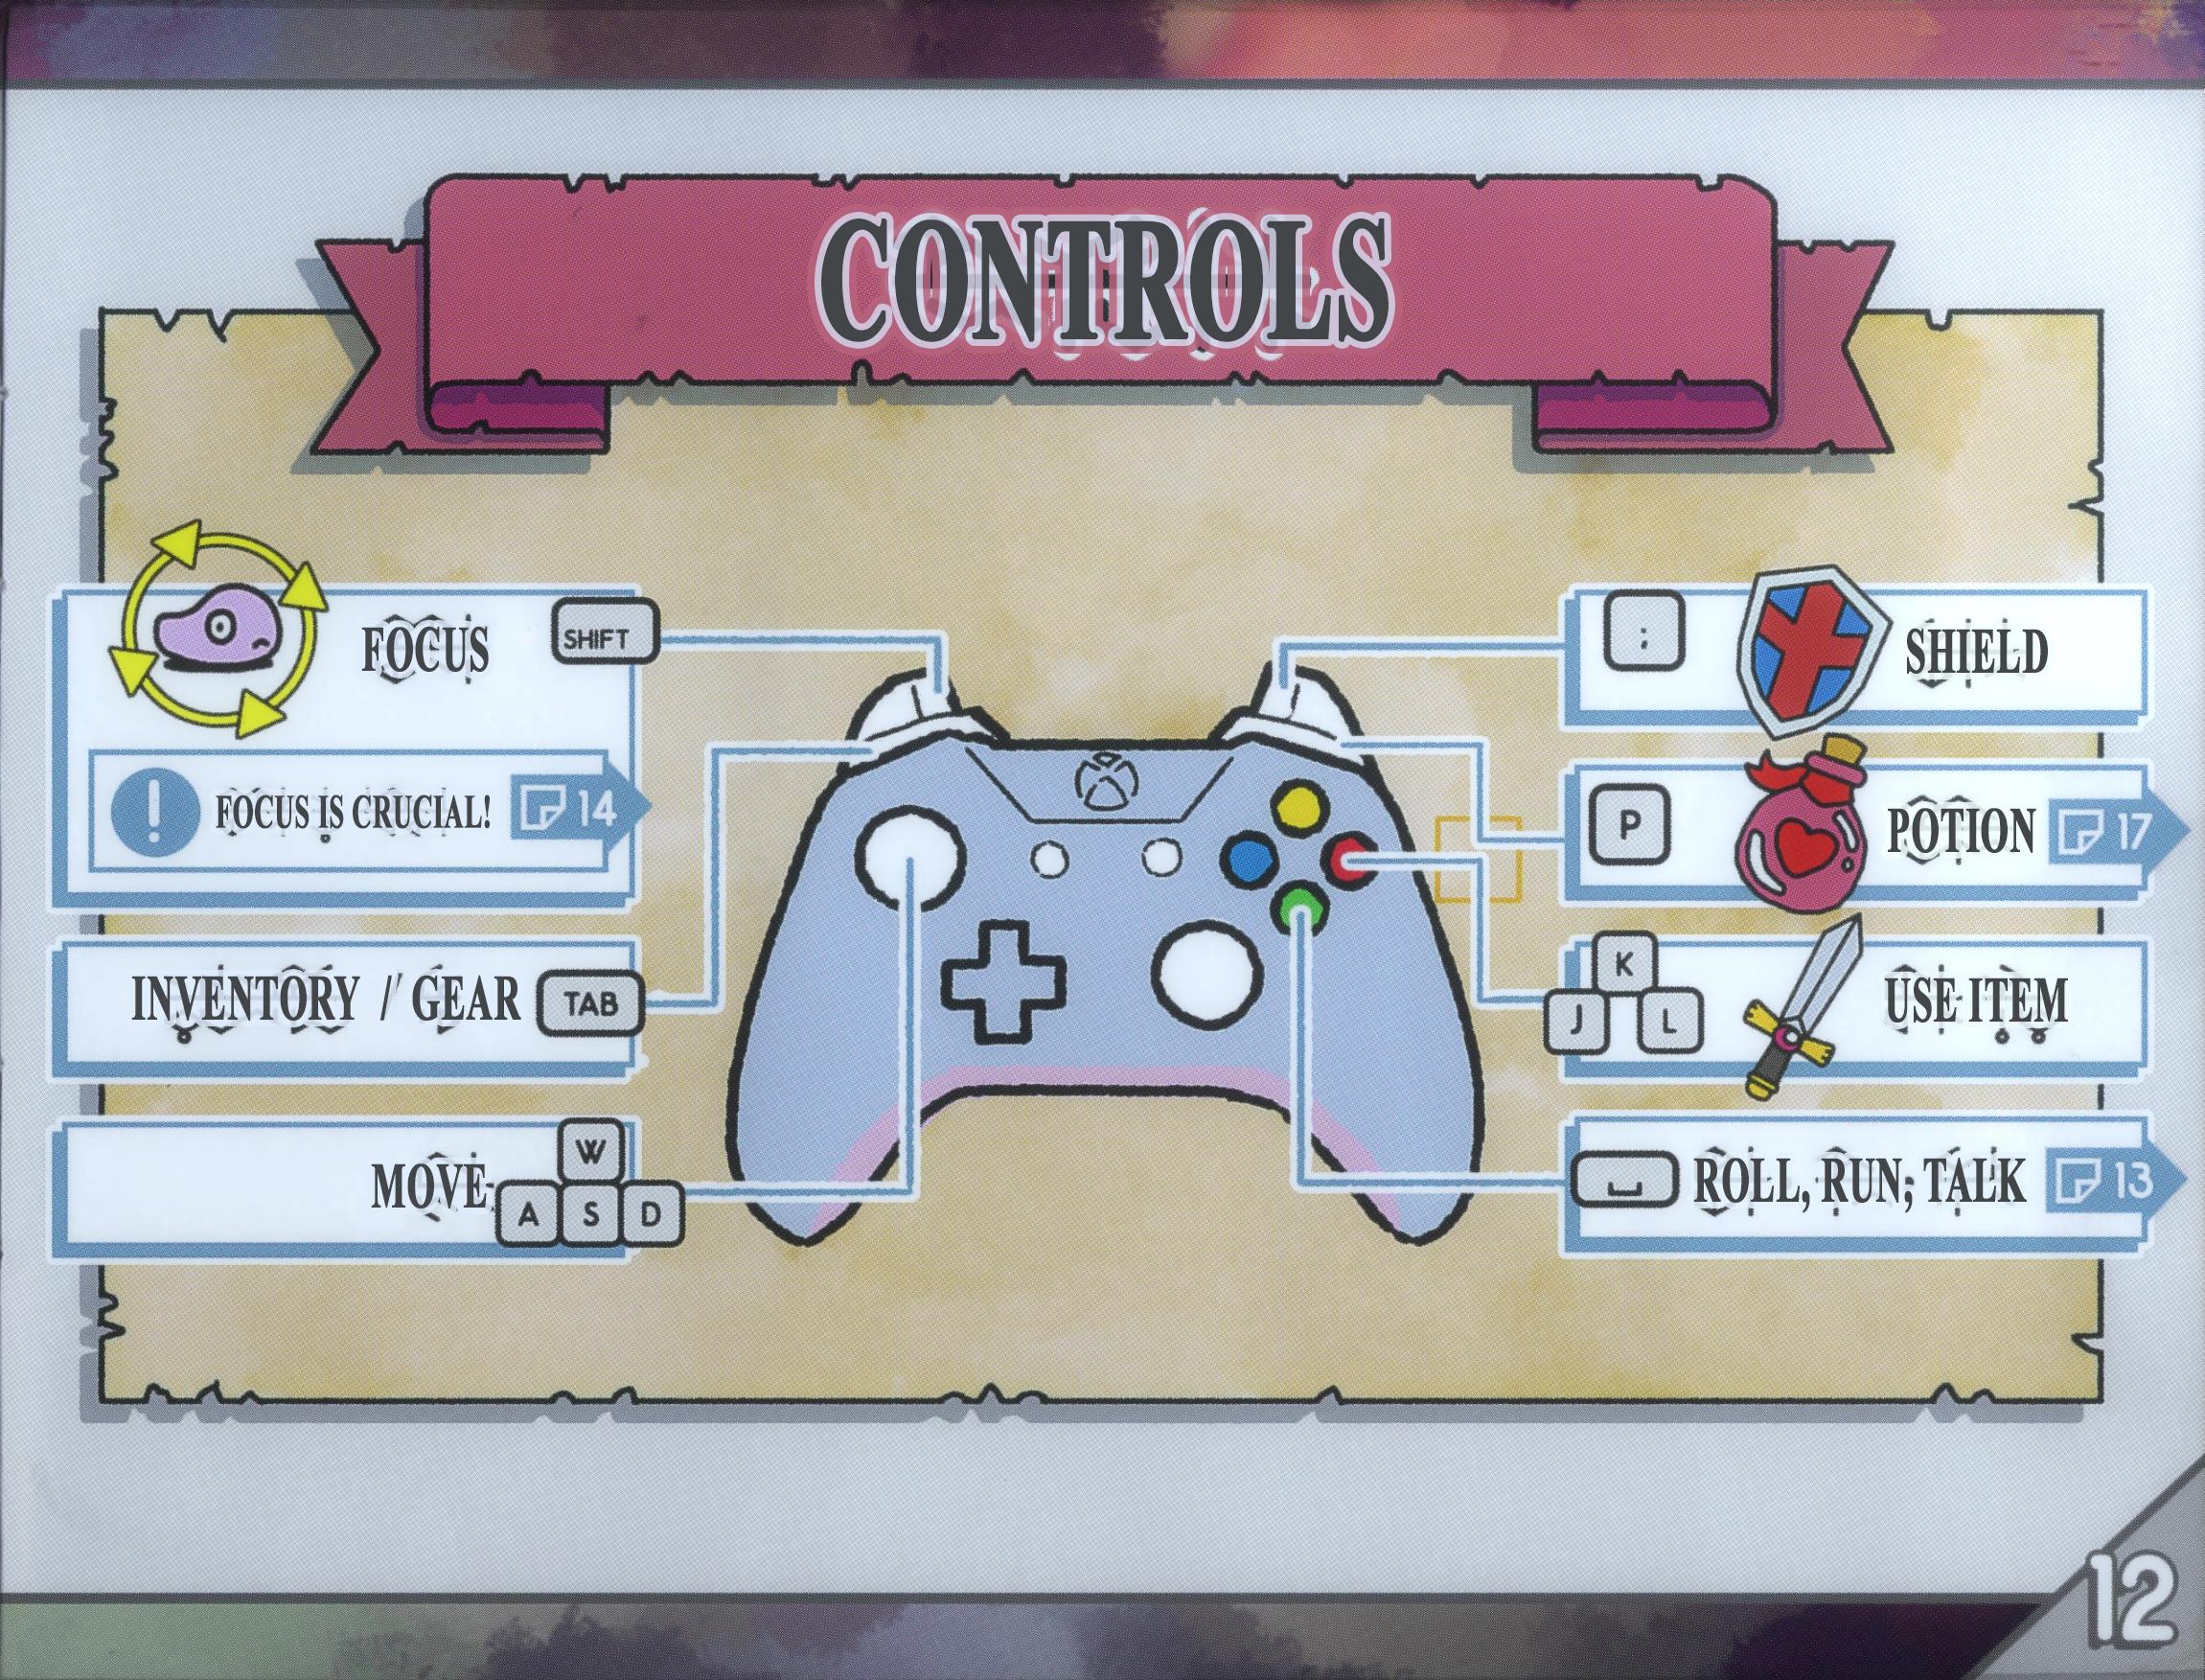 CONTROLS
FOCUS
SHIFT
FOCUS IS CRUCIAL!
14
INVENTORY / GEAR
TAB
MOVE
W
A S D
;
SHIELD
P
POTION
17
K
J L
USE ITEM
ROLL, RUN, TALK
13
12